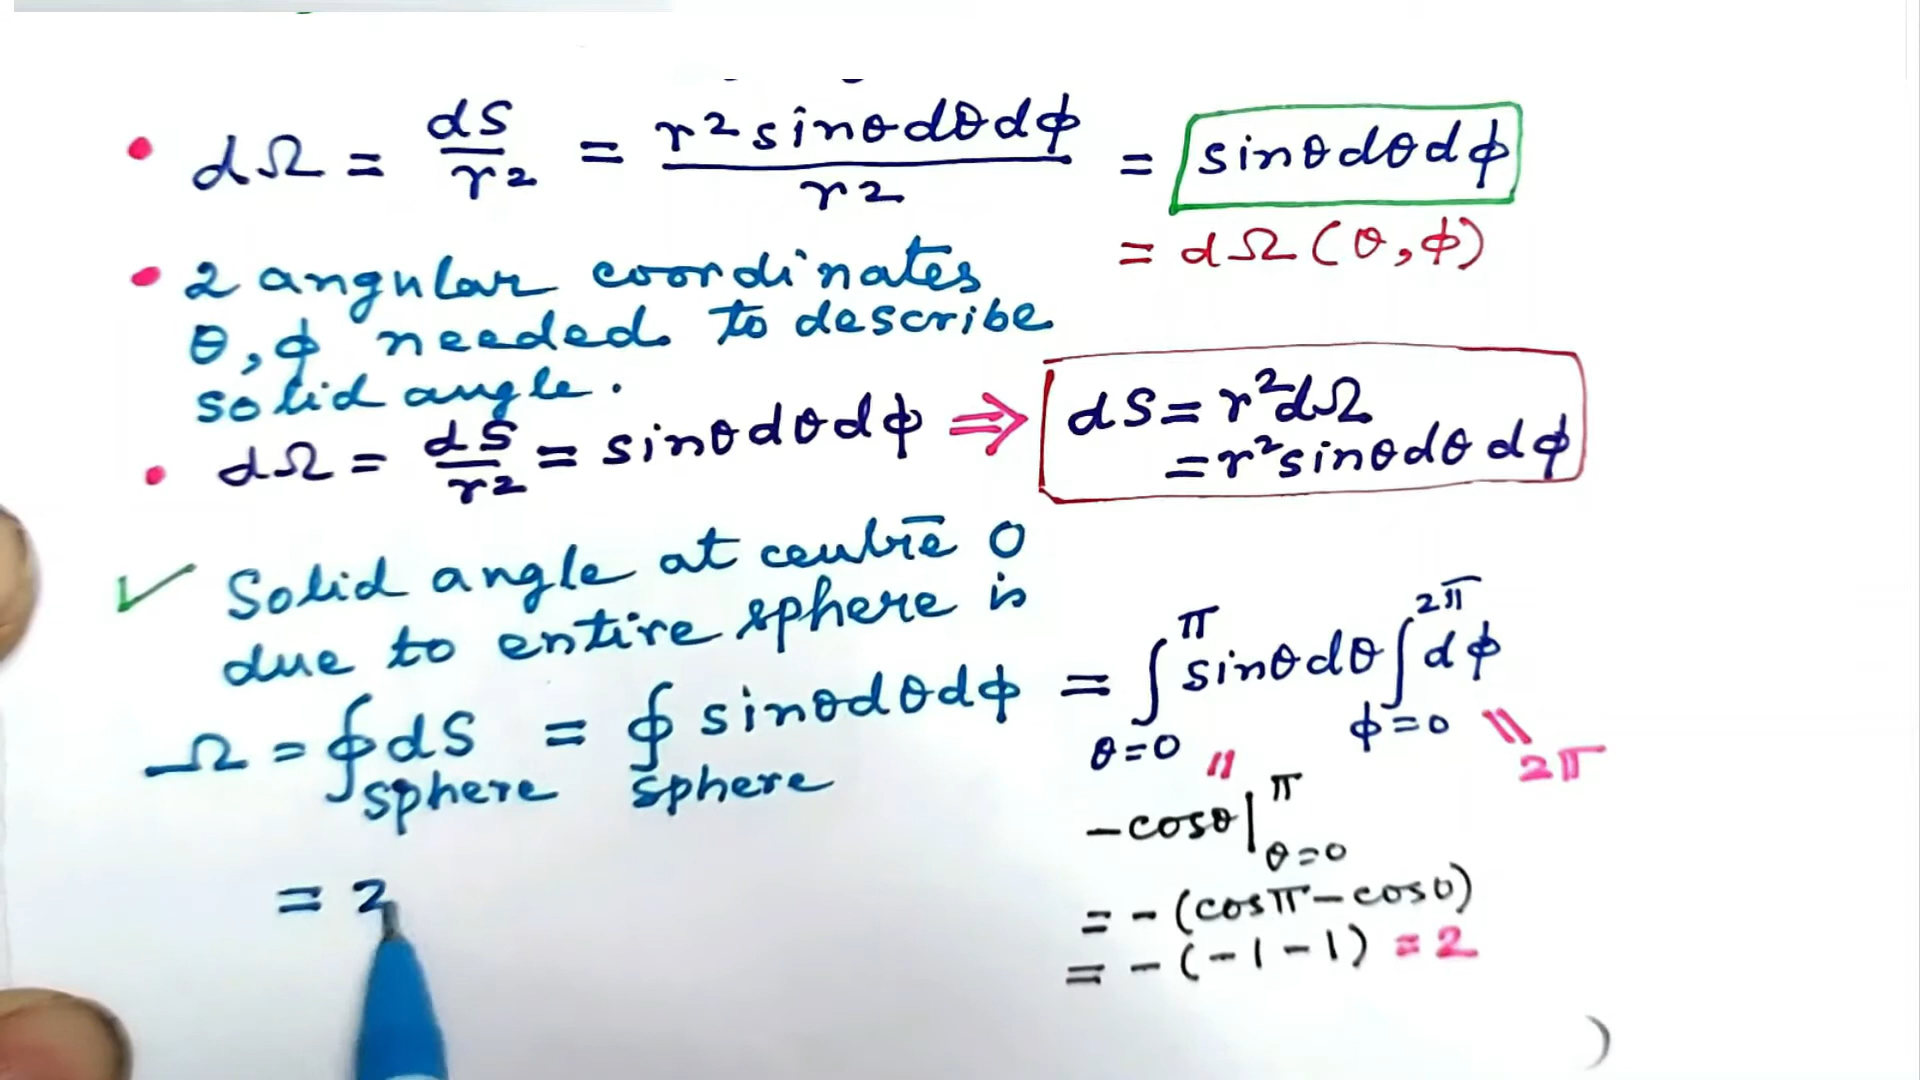 • dΩ = dS/r² = r² sinθ dθ dφ / r² = sinθ dθ dφ
= dΩ (θ, φ)
• 2 angular coordinates
θ, φ needed to describe
solid angle.
• dΩ = dS/r² = sinθ dθ dφ ⇒ dS = r² dΩ
= r² sinθ dθ dφ
✓ Solid angle at centre O
due to entire sphere is
Ω = ∮ dS = ∮ sinθ dθ dφ = ∫ π sinθ dθ ∫ 2π dφ
sphere sphere θ=0 φ=0
= 2π
-cosθ | π θ=0
= 2
= -(cosπ - cos0)
= -(-1-1) = 2
)